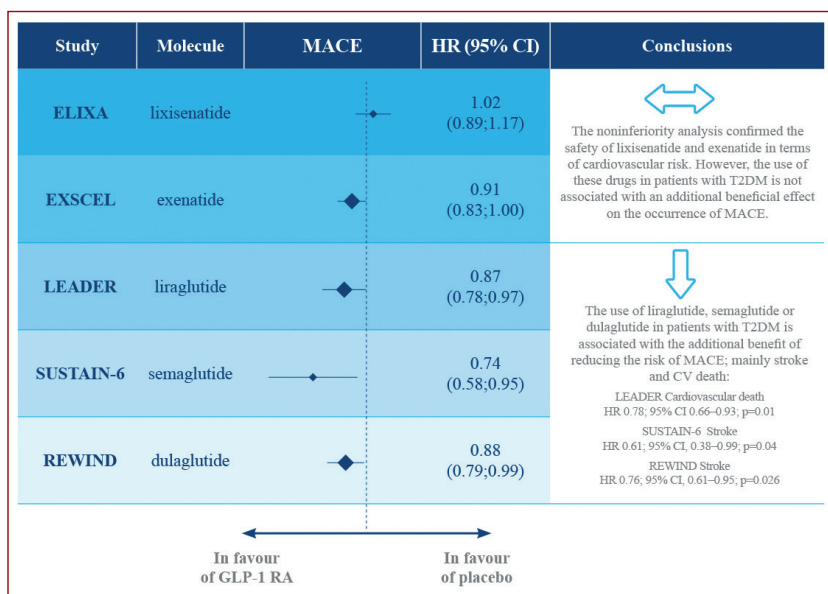 Study Molecule MACE HR (95% CI) Conclusions
ELIXA lixisenatide 1.02
(0.89;1.17)
EXSCEL exenatide 0.91
(0.83;1.00)
The noninferiority analysis confirmed the
safety of lixisenatide and exenatide in terms
of cardiovascular risk. However, the use of
these drugs in patients with T2DM is not
associated with an additional beneficial effect
on the occurrence of MACE.
LEADER liraglutide 0.87
(0.78;0.97)
SUSTAIN-6 semaglutide 0.74
(0.58;0.95)
REWIND dulaglutide 0.88
(0.79;0.99)
The use of liraglutide, semaglutide or
dulaglutide in patients with T2DM is
associated with the additional benefit of
reducing the risk of MACE; mainly stroke
and CV death:
LEADER Cardiovascular death
HR 0.78; 95% CI 0.66–0.93; p=0.01
SUSTAIN-6 Stroke
HR 0.61; 95% CI, 0.38–0.99; p=0.04
REWIND Stroke
HR 0.76; 95% CI, 0.61–0.95; p=0.026
In favour
of GLP-1 RA
In favour
of placebo